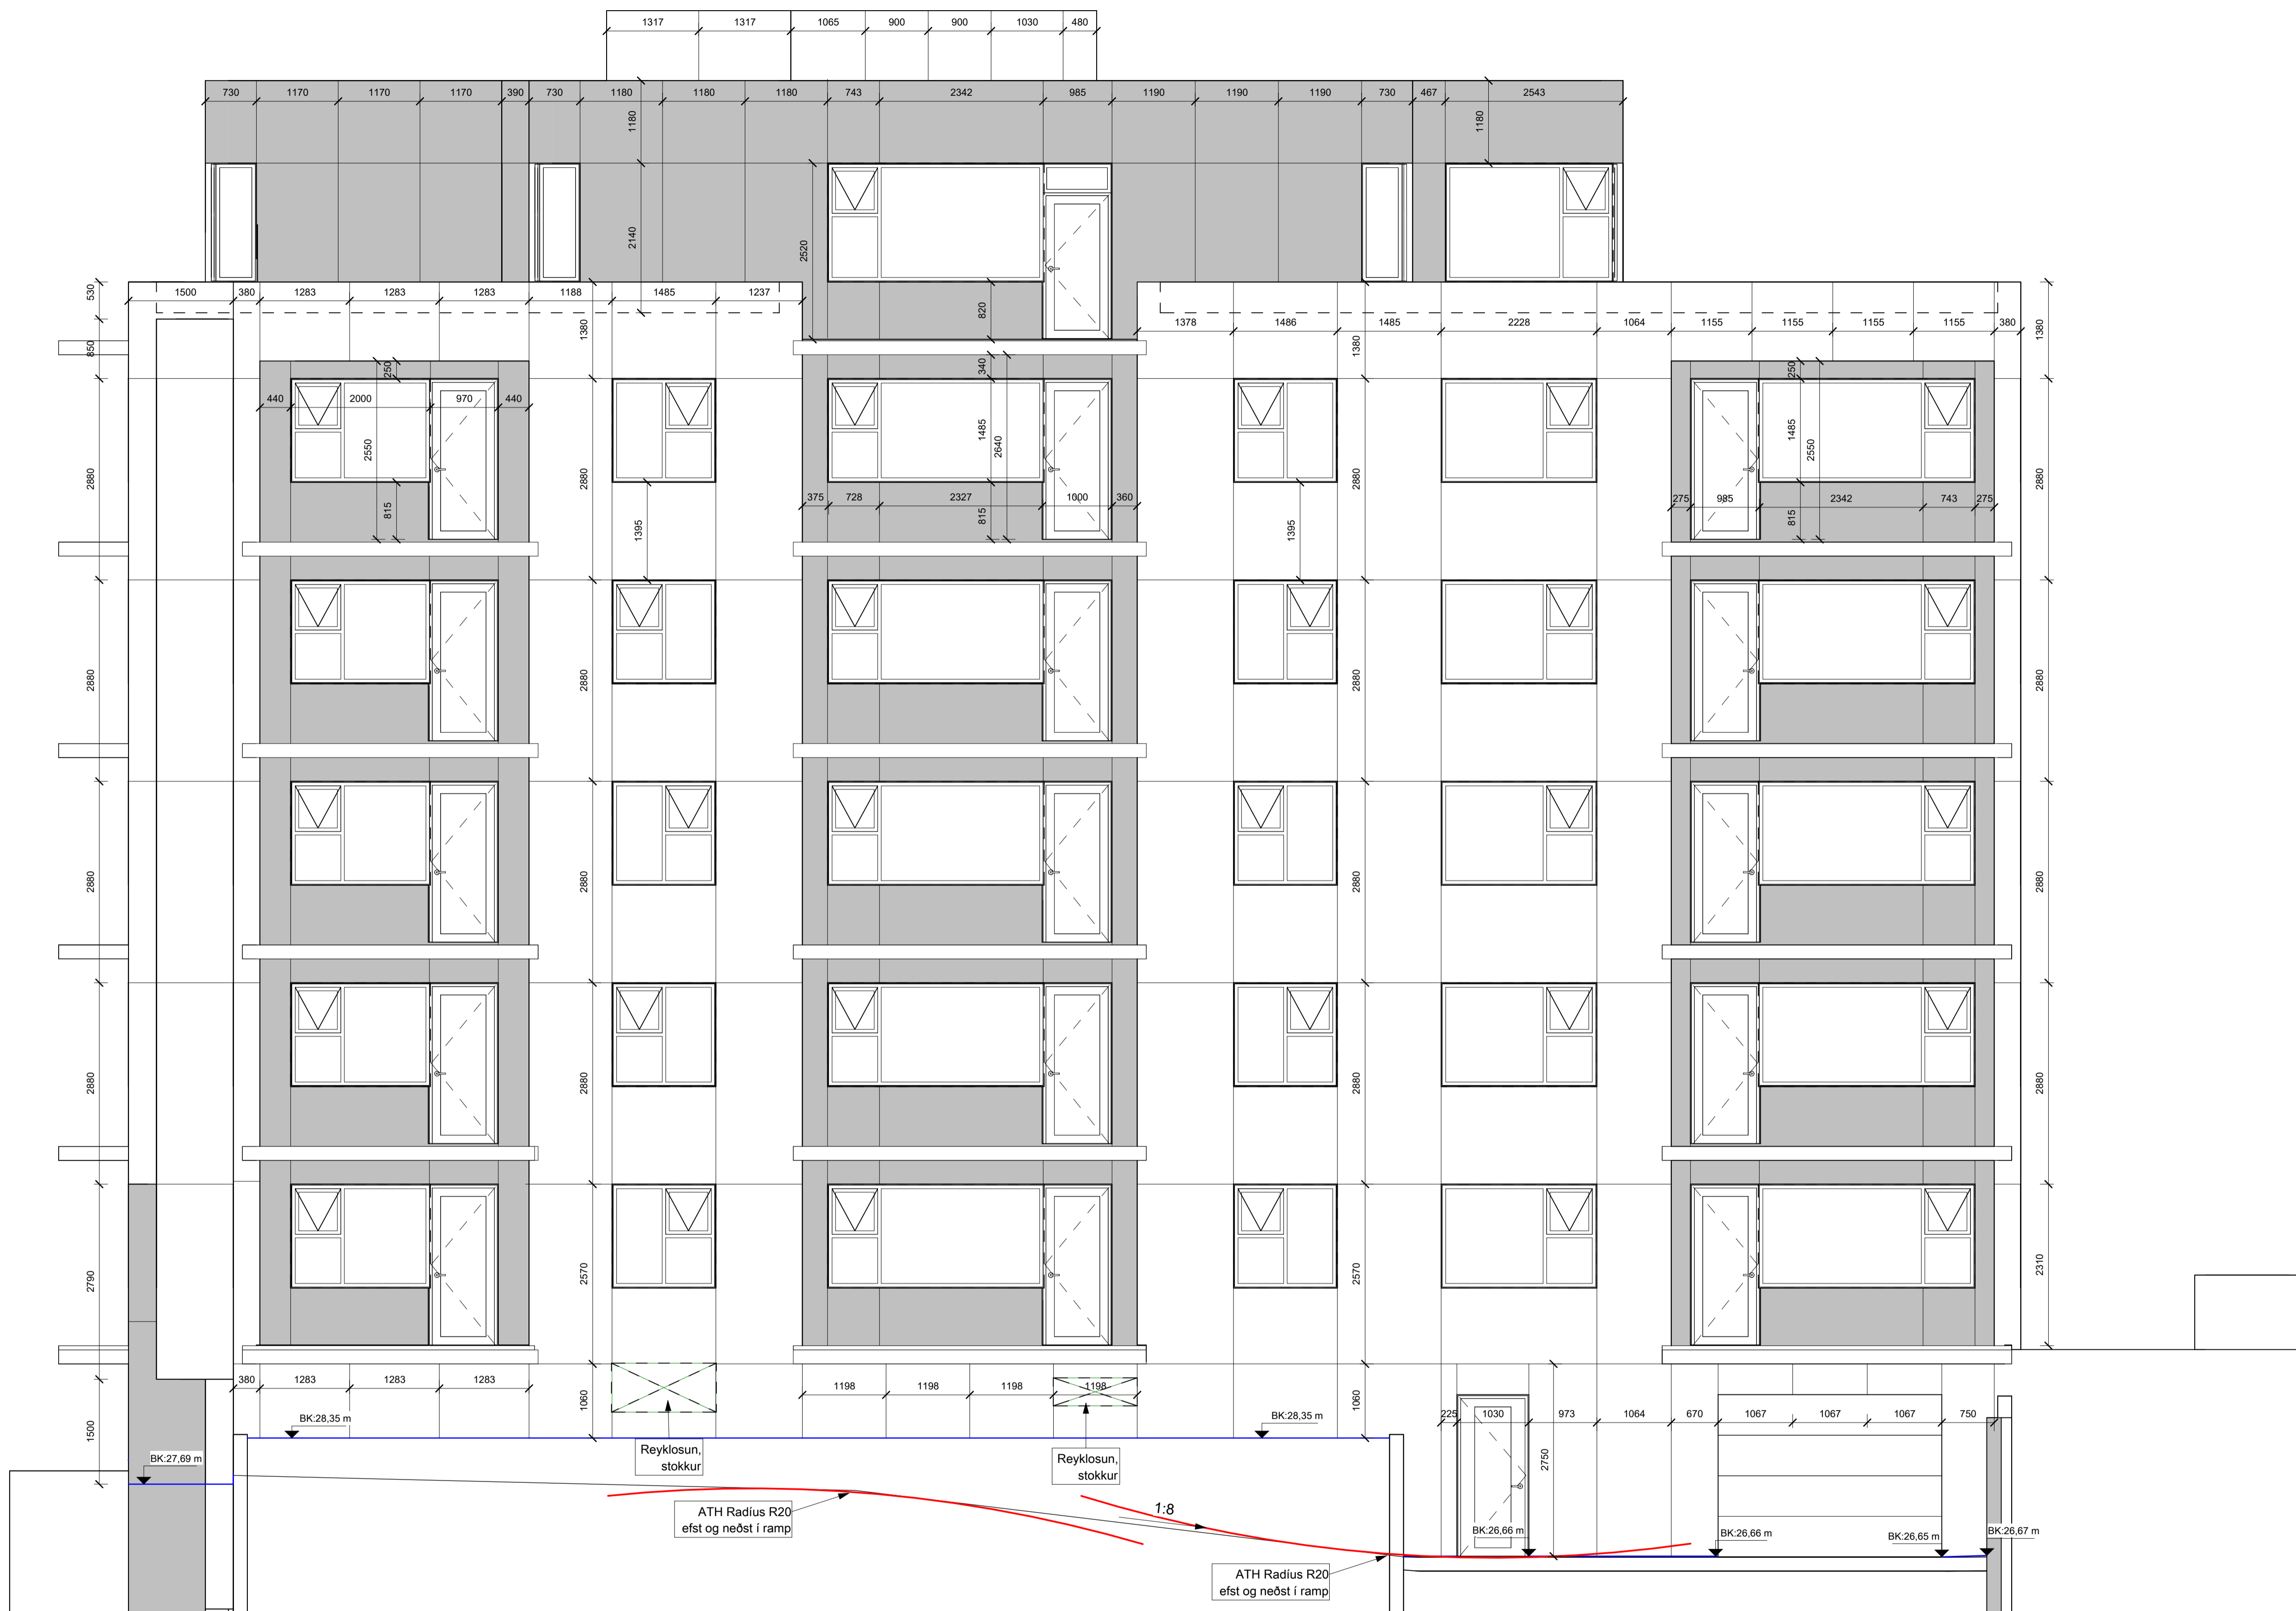 1317 1317 1065 900 900 1030 480
730 1170 1170 1170 390 730 1180 1180 1180 743 2342 985 1190 1190 1190 730 467 2543
1180 1180
2140 2520
530 1500 380 1283 1283 1283 1188 1485 1237 820
1378 1486 1485 2228 1064 1155 1155 1155 1155 380
850 1380 1380 1380
250 340 250
440 2000 970 440
2550 1485 2640 1485 2550
2880 2880 2880 2880
375 728 2327 1000 360 275 985 2342 743 275
815 1395 815 1395 815
2880 2880 2880 2880
2880 2880 2880 2880
2880 2880 2880 2880
2790 2570 2570 2310
380 1283 1283 1283 1198 1198 1198 1198
1060 1060
225 1030 973 1064 670 1067 1067 1067 750
BK:28,35 m BK:28,35 m
1500 2750
BK:27,69 m
Reyklosun,
stokkur
Reyklosun,
stokkur
1:8
ATH Radíus R20
efst og neðst í ramp
BK:26,66 m BK:26,66 m BK:26,65 m BK:26,67 m
ATH Radíus R20
efst og neðst í ramp